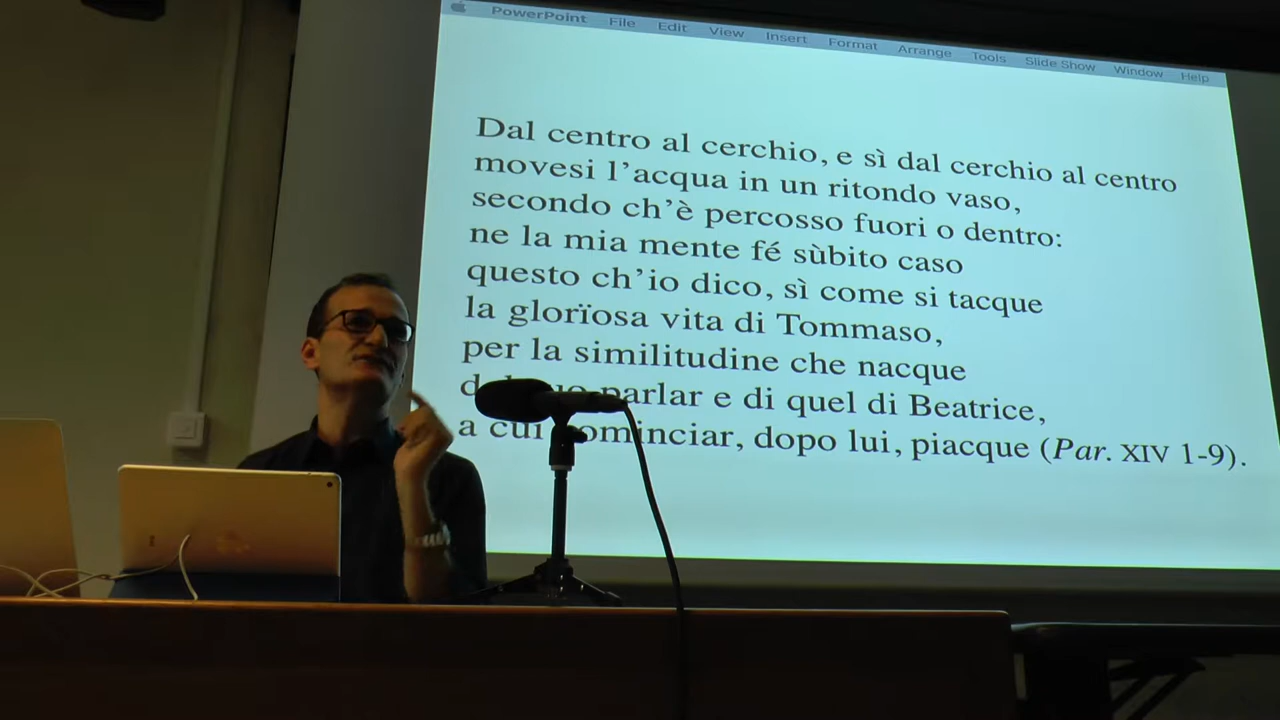 PowerPoint File Edit View Insert Format Arrange Tools Slide Show Window Help
Dal centro al cerchio, e sì dal cerchio al centro
movesi l’acqua in un ritondo vaso,
secondo ch’è percosso fuori o dentro:
ne la mia mente fé sùbito caso
questo ch’io dico, sì come si tacque
la glorïosa vita di Tommaso,
per la similitudine che nacque
parlar e di quel di Beatrice,
a cui cominciar, dopo lui, piacque (Par. XIV 1-9).